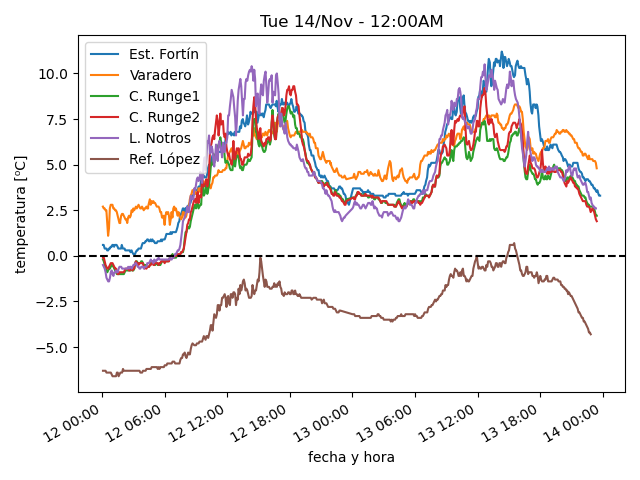 Tue 14/Nov - 12:00AM
Est. Fortín
Varadero
C. Runge1
C. Runge2
L. Notros
Ref. López
temperatura [ºC]
10.0
7.5
5.0
2.5
0.0
−2.5
−5.0
12 00:00
12 06:00
12 12:00
12 18:00
13 00:00
13 06:00
13 12:00
13 18:00
14 00:00
fecha y hora